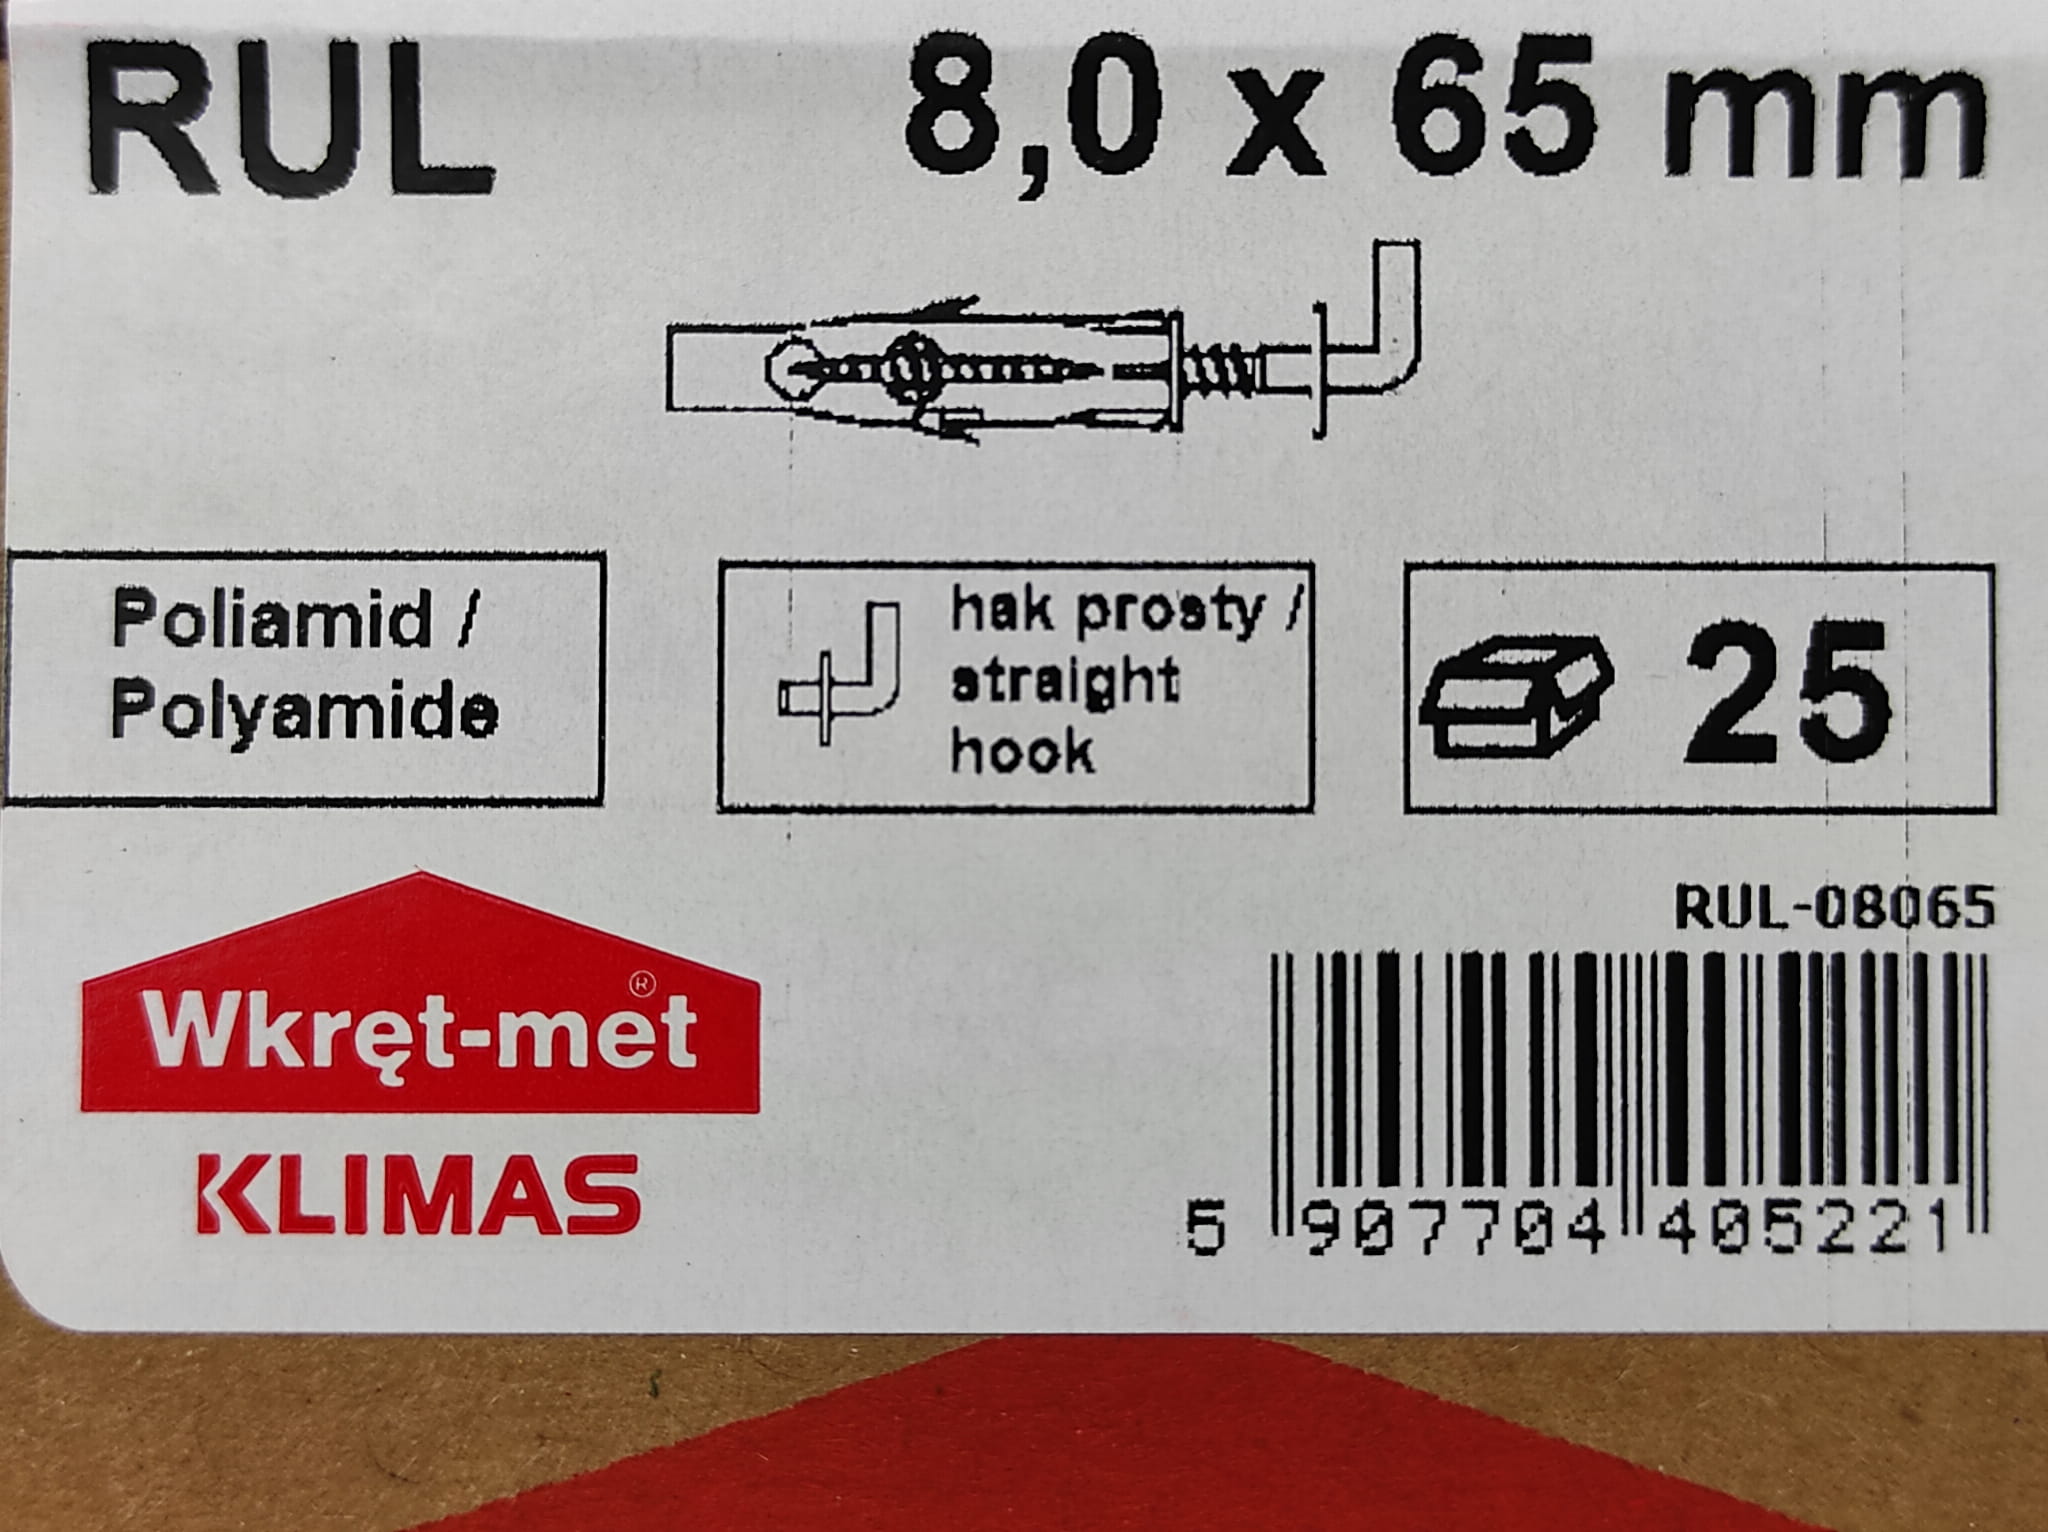 RUL 8,0 x 65 mm
Poliamid /
Polyamide
hak prosty /
straight
hook
25
RUL-08065
Wkręt-met®
KLIMAS
5 907704 405221